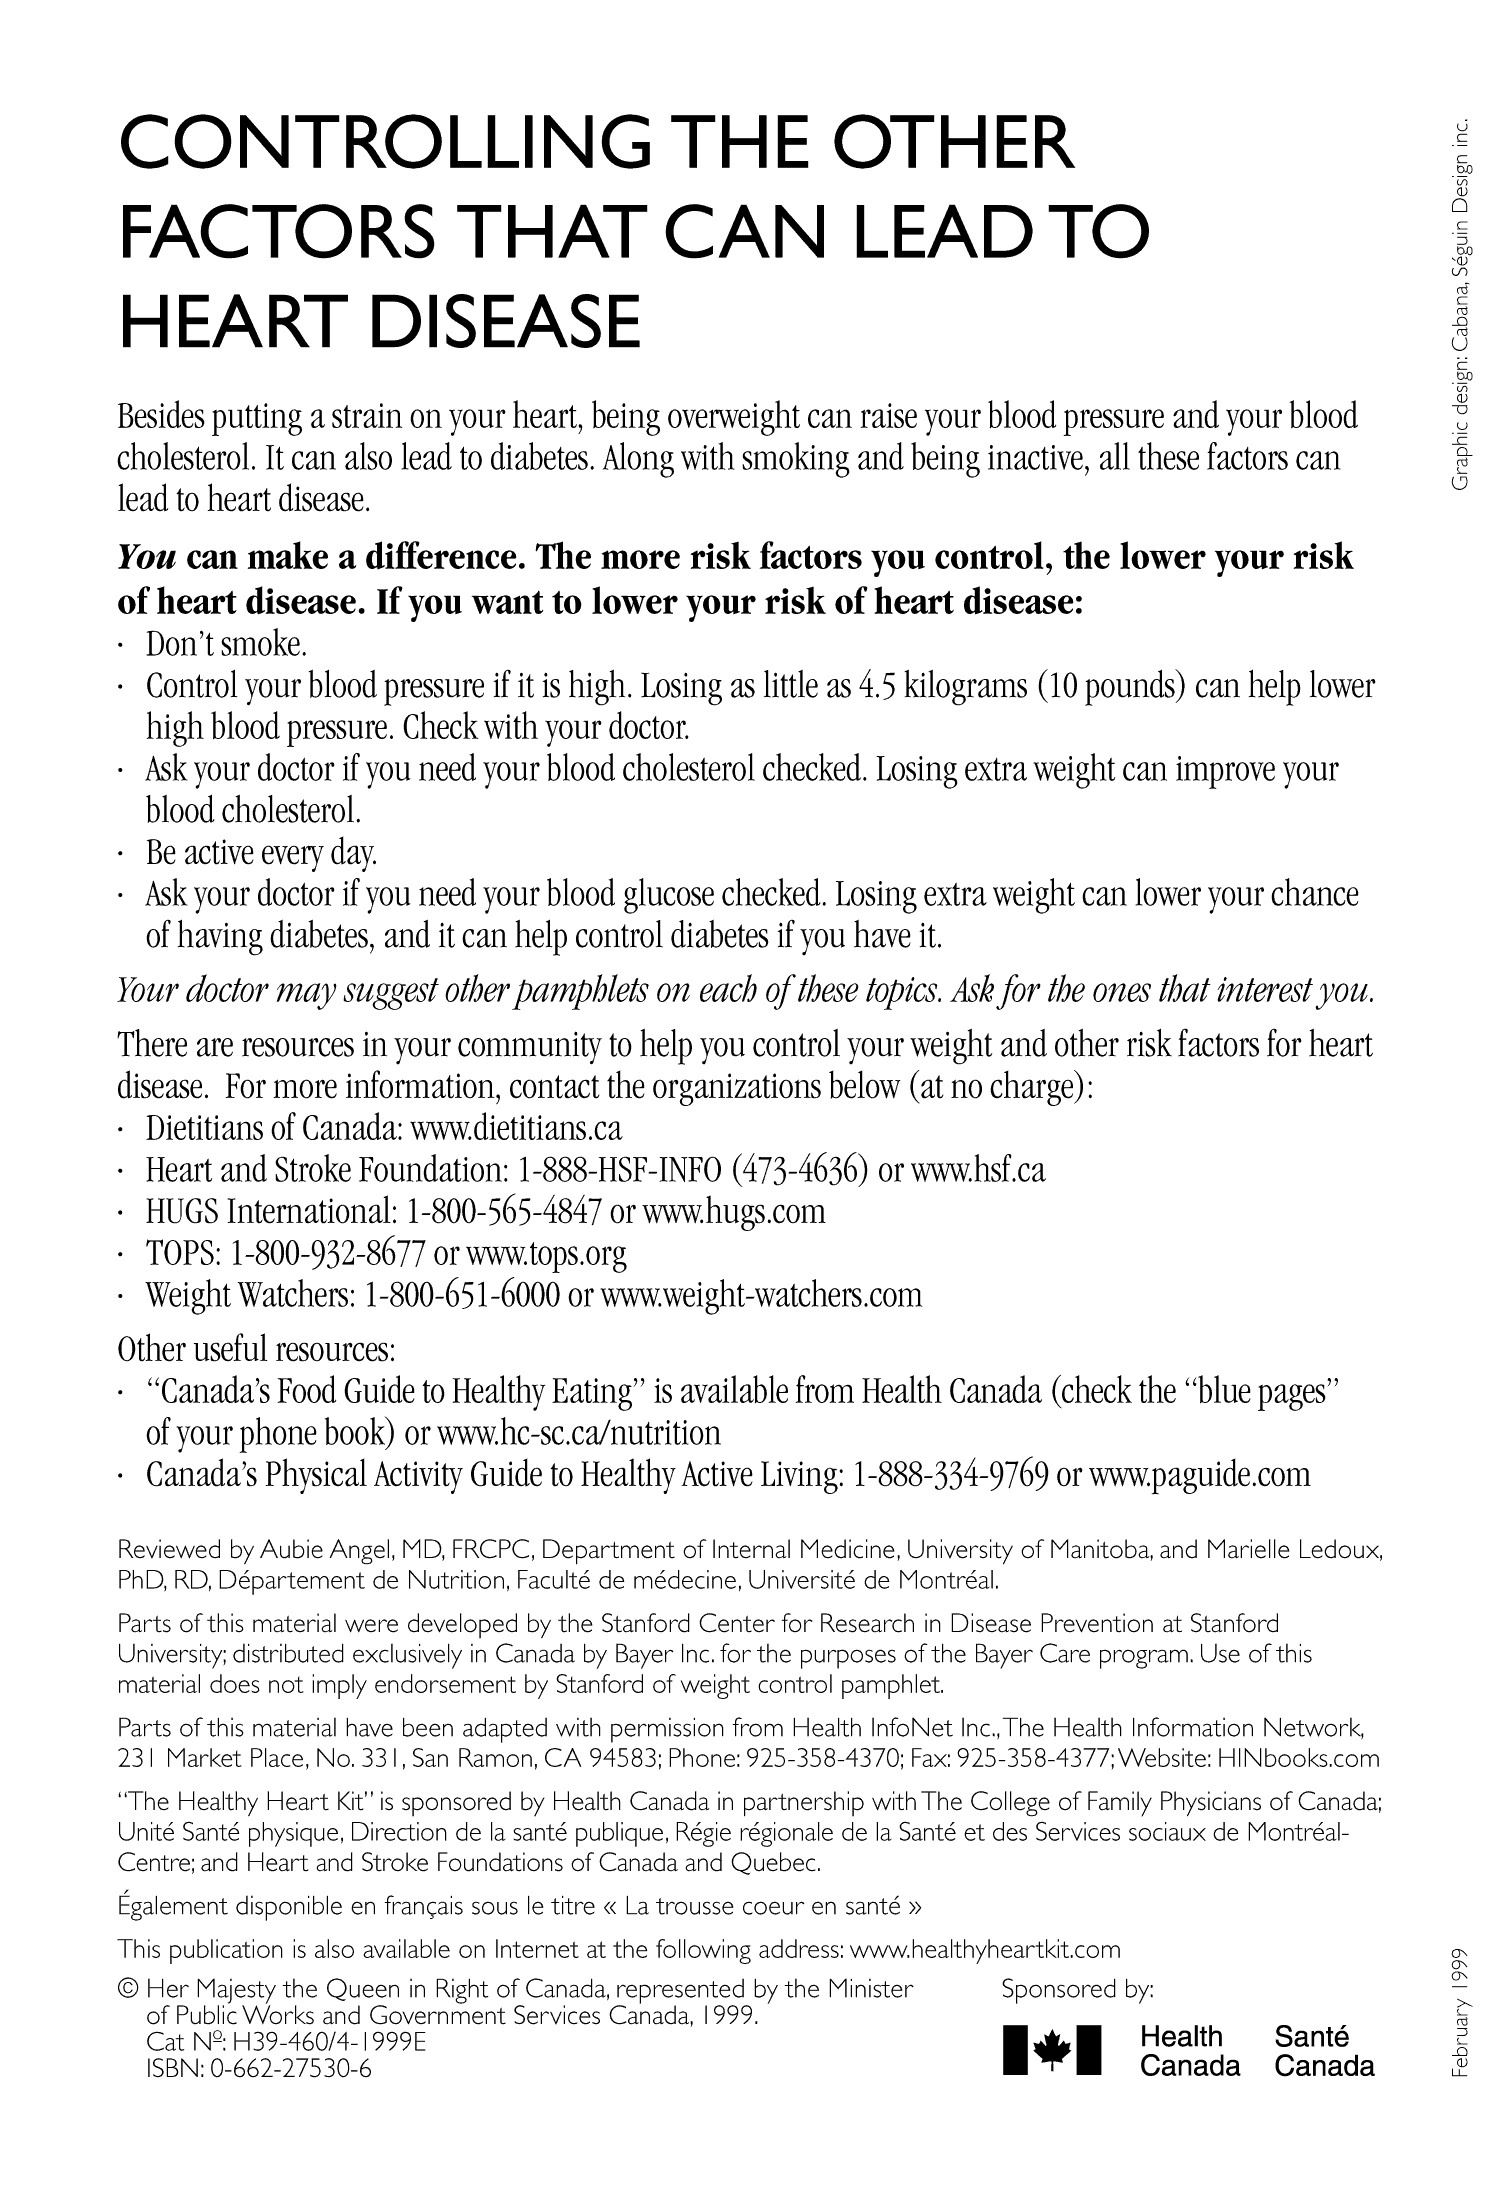 CONTROLLING THE OTHER
FACTORS THAT CAN LEAD TO
HEART DISEASE
Besides putting a strain on your heart, being overweight can raise your blood pressure and your blood
cholesterol. It can also lead to diabetes. Along with smoking and being inactive, all these factors can
lead to heart disease.
You can make a difference. The more risk factors you control, the lower your risk
of heart disease. If you want to lower your risk of heart disease:
· Don’t smoke.
· Control your blood pressure if it is high. Losing as little as 4.5 kilograms (10 pounds) can help lower
high blood pressure. Check with your doctor.
· Ask your doctor if you need your blood cholesterol checked. Losing extra weight can improve your
blood cholesterol.
· Be active every day.
· Ask your doctor if you need your blood glucose checked. Losing extra weight can lower your chance
of having diabetes, and it can help control diabetes if you have it.
Your doctor may suggest other pamphlets on each of these topics. Ask for the ones that interest you.
There are resources in your community to help you control your weight and other risk factors for heart
disease. For more information, contact the organizations below (at no charge):
· Dietitians of Canada: www.dietitians.ca
· Heart and Stroke Foundation: 1-888-HSF-INFO (473-4636) or www.hsf.ca
· HUGS International: 1-800-565-4847 or www.hugs.com
· TOPS: 1-800-932-8677 or www.tops.org
· Weight Watchers: 1-800-651-6000 or www.weight-watchers.com
Other useful resources:
· “Canada’s Food Guide to Healthy Eating” is available from Health Canada (check the “blue pages”
of your phone book) or www.hc-sc.ca/nutrition
· Canada’s Physical Activity Guide to Healthy Active Living: 1-888-334-9769 or www.paguide.com
Reviewed by Aubie Angel, MD, FRCPC, Department of Internal Medicine, University of Manitoba, and Marielle Ledoux,
PhD, RD, Département de Nutrition, Faculté de médecine, Université de Montréal.
Parts of this material were developed by the Stanford Center for Research in Disease Prevention at Stanford
University; distributed exclusively in Canada by Bayer Inc. for the purposes of the Bayer Care program. Use of this
material does not imply endorsement by Stanford of weight control pamphlet.
Parts of this material have been adapted with permission from Health InfoNet Inc., The Health Information Network,
231 Market Place, No. 331, San Ramon, CA 94583; Phone: 925-358-4370; Fax: 925-358-4377; Website: HINbooks.com
“The Healthy Heart Kit” is sponsored by Health Canada in partnership with The College of Family Physicians of Canada;
Unité Santé physique, Direction de la santé publique, Régie régionale de la Santé et des Services sociaux de Montréal-
Centre; and Heart and Stroke Foundations of Canada and Quebec.
Également disponible en français sous le titre « La trousse coeur en santé »
This publication is also available on Internet at the following address: www.healthyheartkit.com
© Her Majesty the Queen in Right of Canada, represented by the Minister
of Public Works and Government Services Canada, 1999.
Cat Nº: H39-460/4-1999E
ISBN: 0-662-27530-6
Sponsored by:
Health Santé
Canada Canada
Graphic design: Cabana, Séguin Design inc.
February 1999